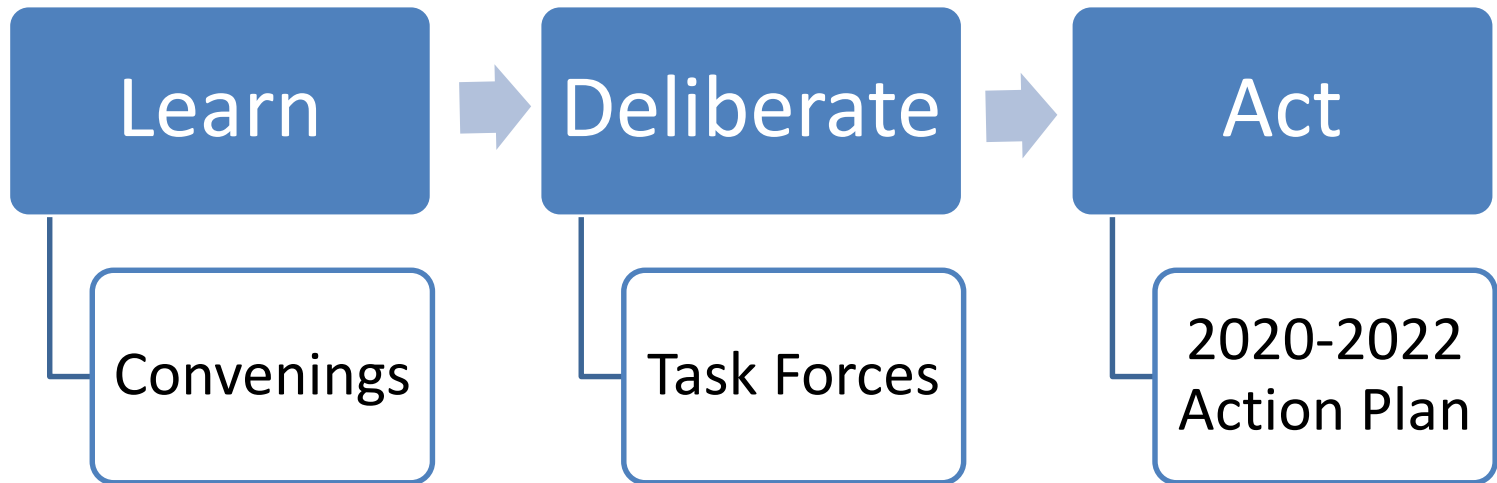 Learn
Deliberate
Act
Convenings
Task Forces
2020-2022
Action Plan